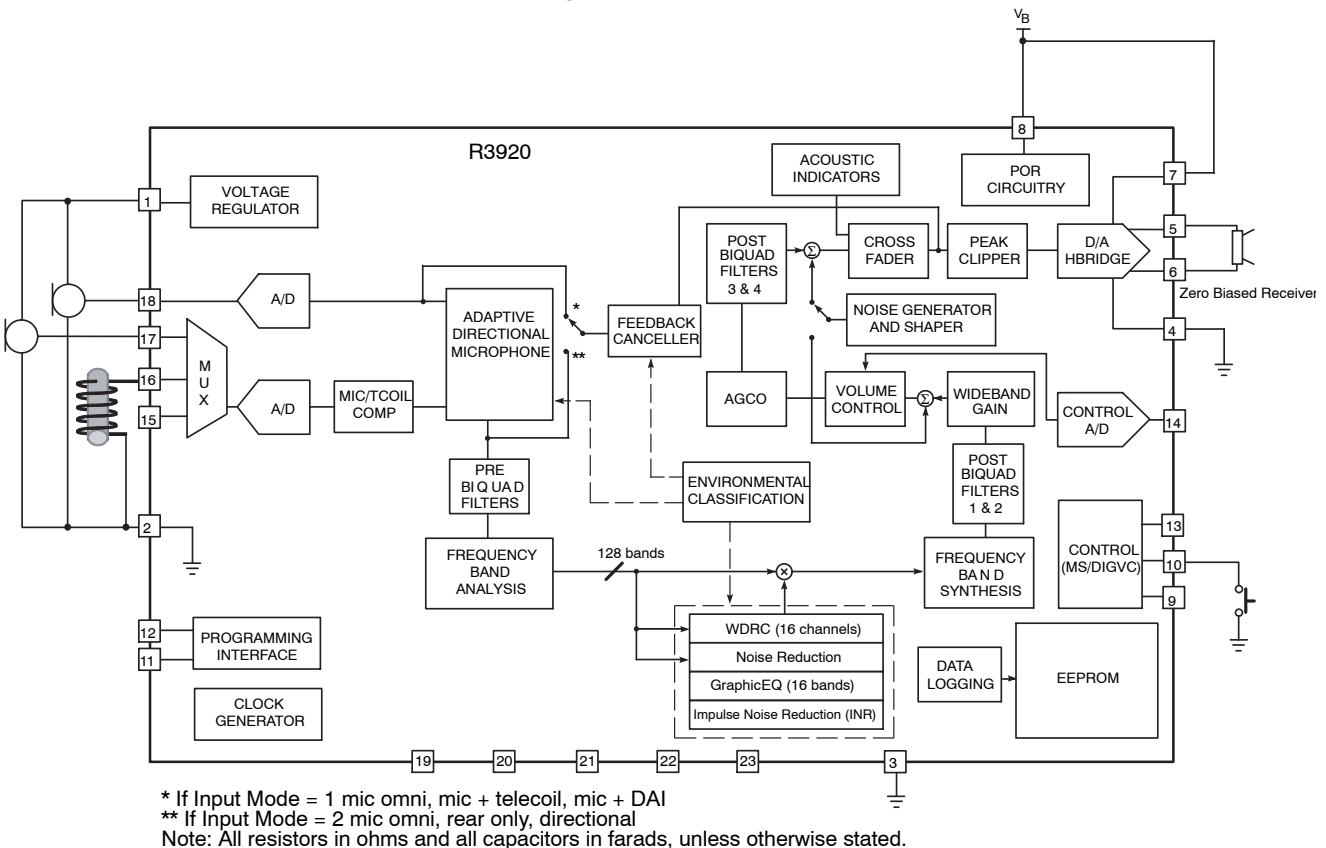 VB
8
R3920
ACOUSTIC
INDICATORS
POR
CIRCUITRY
7
1
VOLTAGE
REGULATOR
5
POST
BIQUAD
FILTERS
3 & 4
Σ
CROSS
FADER
PEAK
CLIPPER
D/A
HBRIDGE
6
Zero Biased Receiver
18
A/D
ADAPTIVE
DIRECTIONAL
MICROPHONE
*
**
FEEDBACK
CANCELLER
NOISE GENERATOR
AND SHAPER
4
17
16
15
M
U
X
A/D
MIC/TCOIL
COMP
AGCO
VOLUME
CONTROL
Σ
WIDEBAND
GAIN
CONTROL
A/D
14
PRE
BI Q UA D
FILTERS
ENVIRONMENTAL
CLASSIFICATION
POST
BIQUAD
FILTERS
1 & 2
2
13
FREQUENCY
BAND
ANALYSIS
128 bands
×
FREQUENCY
BA N D
SYNTHESIS
CONTROL
(MS/DIGVC)
10
9
12
11
PROGRAMMING
INTERFACE
WDRC (16 channels)
Noise Reduction
GraphicEQ (16 bands)
Impulse Noise Reduction (INR)
DATA
LOGGING
EEPROM
CLOCK
GENERATOR
19
20
21
22
23
3
* If Input Mode = 1 mic omni, mic + telecoil, mic + DAI
** If Input Mode = 2 mic omni, rear only, directional
Note: All resistors in ohms and all capacitors in farads, unless otherwise stated.